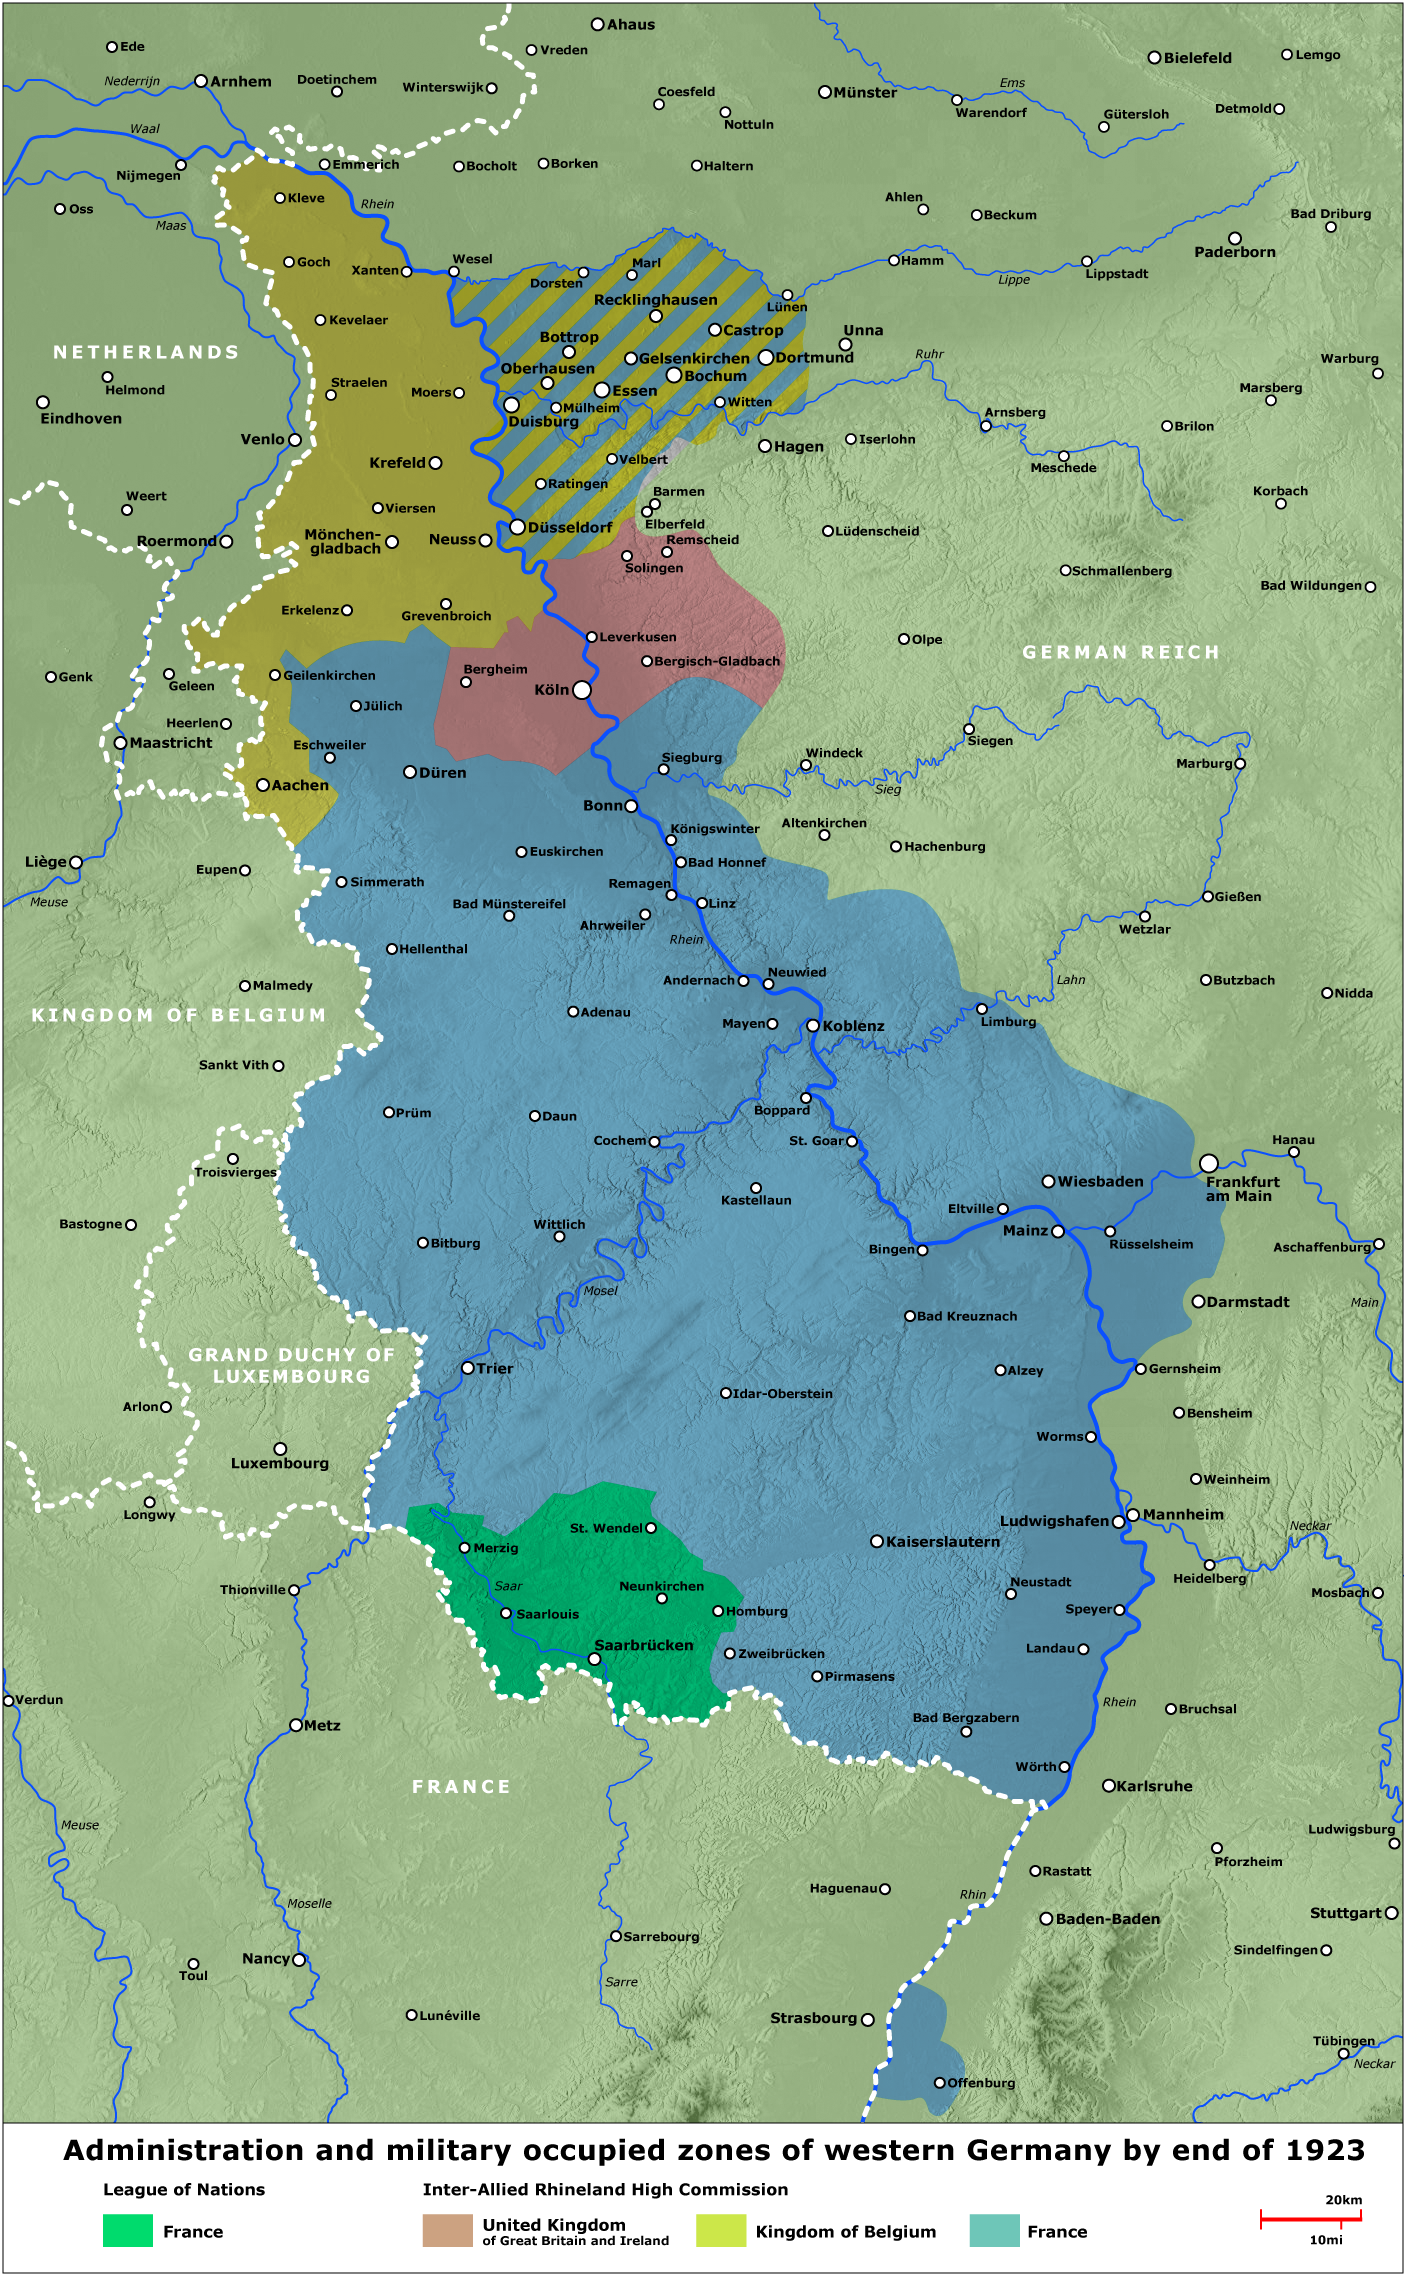 Ahaus
Ede
Vreden
Bielefeld
Lemgo
Nederrijn
Arnhem
Doetinchem
Winterswijk
Coesfeld
Münster
Ems
Nottuln
Warendorf
Gütersloh
Detmold
Waal
Nijmegen
Emmerich
Bocholt
Borken
Haltern
Kleve
Rhein
Ahlen
Beckum
Oss
Maas
Bad Driburg
Paderborn
Goch
Xanten
Wesel
Marl
Dorsten
Hamm
Lippe
Lippstadt
Recklinghausen
Lünen
Kevelaer
Castrop
Unna
Bottrop
NETHERLANDS
Gelsenkirchen
Dortmund
Ruhr
Warburg
Oberhausen
Bochum
Helmond
Straelen
Moers
Essen
Marsberg
Eindhoven
Mülheim
Witten
Duisburg
Arnsberg
Brilon
Venlo
Hagen
Iserlohn
Krefeld
Velbert
Meschede
Ratingen
Weert
Barmen
Korbach
Viersen
Elberfeld
Düsseldorf
Roermond
Mönchen-
gladbach
Neuss
Remscheid
Lüdenscheid
Solingen
Schmallenberg
Bad Wildungen
Erkelenz
Grevenbroich
Leverkusen
Olpe
GERMAN REICH
Genk
Geleen
Geilenkirchen
Bergheim
Bergisch-Gladbach
Köln
Jülich
Heerlen
Maastricht
Eschweiler
Siegen
Düren
Siegburg
Windeck
Marburg
Aachen
Sieg
Bonn
Altenkirchen
Königswinter
Hachenburg
Euskirchen
Bad Honnef
Liège
Eupen
Simmerath
Remagen
Linz
Gießen
Meuse
Bad Münstereifel
Ahrweiler
Wetzlar
Rhein
Hellenthal
Andernach
Neuwied
Lahn
Butzbach
Nidda
Malmedy
KINGDOM OF BELGIUM
Adenau
Mayen
Koblenz
Limburg
Sankt Vith
Prüm
Daun
Boppard
Cochem
St. Goar
Hanau
Troisvierges
Frankfurt
am Main
Kastellaun
Wiesbaden
Eltville
Bastogne
Wittlich
Mainz
Bitburg
Bingen
Rüsselsheim
Aschaffenburg
Mosel
Darmstadt
Main
Bad Kreuznach
GRAND DUCHY OF
LUXEMBOURG
Trier
Alzey
Gernsheim
Idar-Oberstein
Arlon
Bensheim
Worms
Luxembourg
Weinheim
Longwy
Mannheim
Ludwigshafen
St. Wendel
Neckar
Kaiserslautern
Merzig
Heidelberg
Saar
Thionville
Neunkirchen
Neustadt
Mosbach
Saarlouis
Homburg
Speyer
Saarbrücken
Landau
Zweibrücken
Pirmasens
Verdun
Rhein
Bruchsal
Metz
Bad Bergzabern
Wörth
FRANCE
Karlsruhe
Meuse
Ludwigsburg
Pforzheim
Rastatt
Haguenau
Rhin
Moselle
Stuttgart
Baden-Baden
Sarrebourg
Sindelfingen
Nancy
Toul
Sarre
Lunéville
Strasbourg
Tübingen
Neckar
Offenburg
Administration and military occupied zones of western Germany by end of 1923
League of Nations
Inter-Allied Rhineland High Commission
20km
France
United Kingdom
of Great Britain and Ireland
Kingdom of Belgium
France
10mi